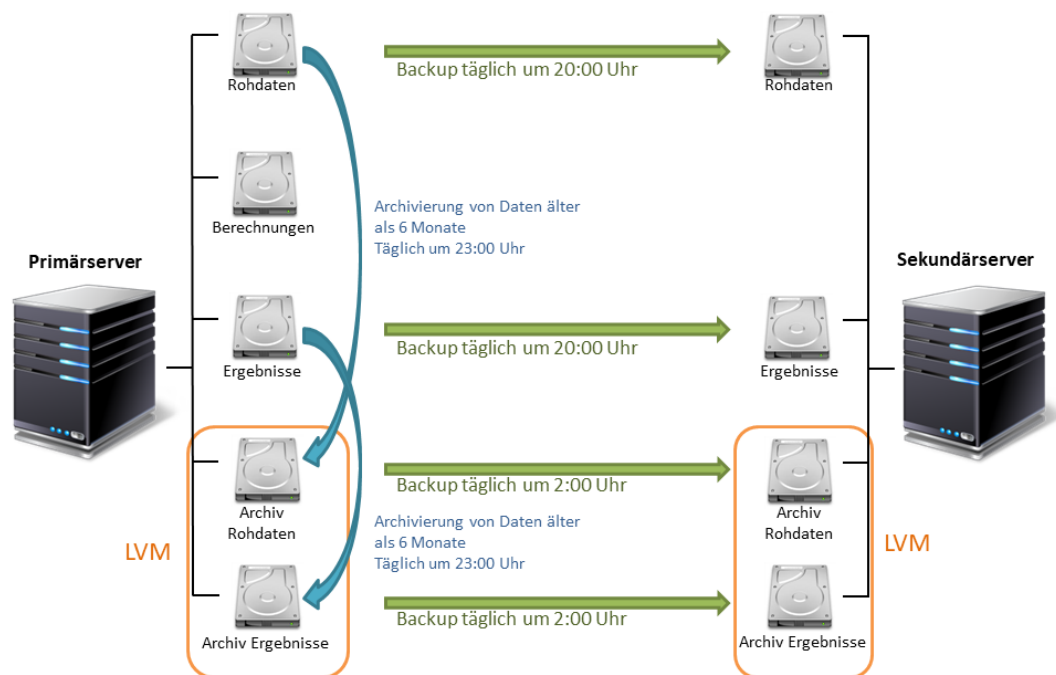 Rohdaten
Backup täglich um 20:00 Uhr
Rohdaten
Berechnungen
Archivierung von Daten älter
als 6 Monate
Täglich um 23:00 Uhr
Primärserver
Sekundärserver
Ergebnisse
Backup täglich um 20:00 Uhr
Ergebnisse
Archiv
Rohdaten
Backup täglich um 2:00 Uhr
Archiv
Rohdaten
LVM
Archivierung von Daten älter
als 6 Monate
Täglich um 23:00 Uhr
LVM
Archiv Ergebnisse
Backup täglich um 2:00 Uhr
Archiv Ergebnisse